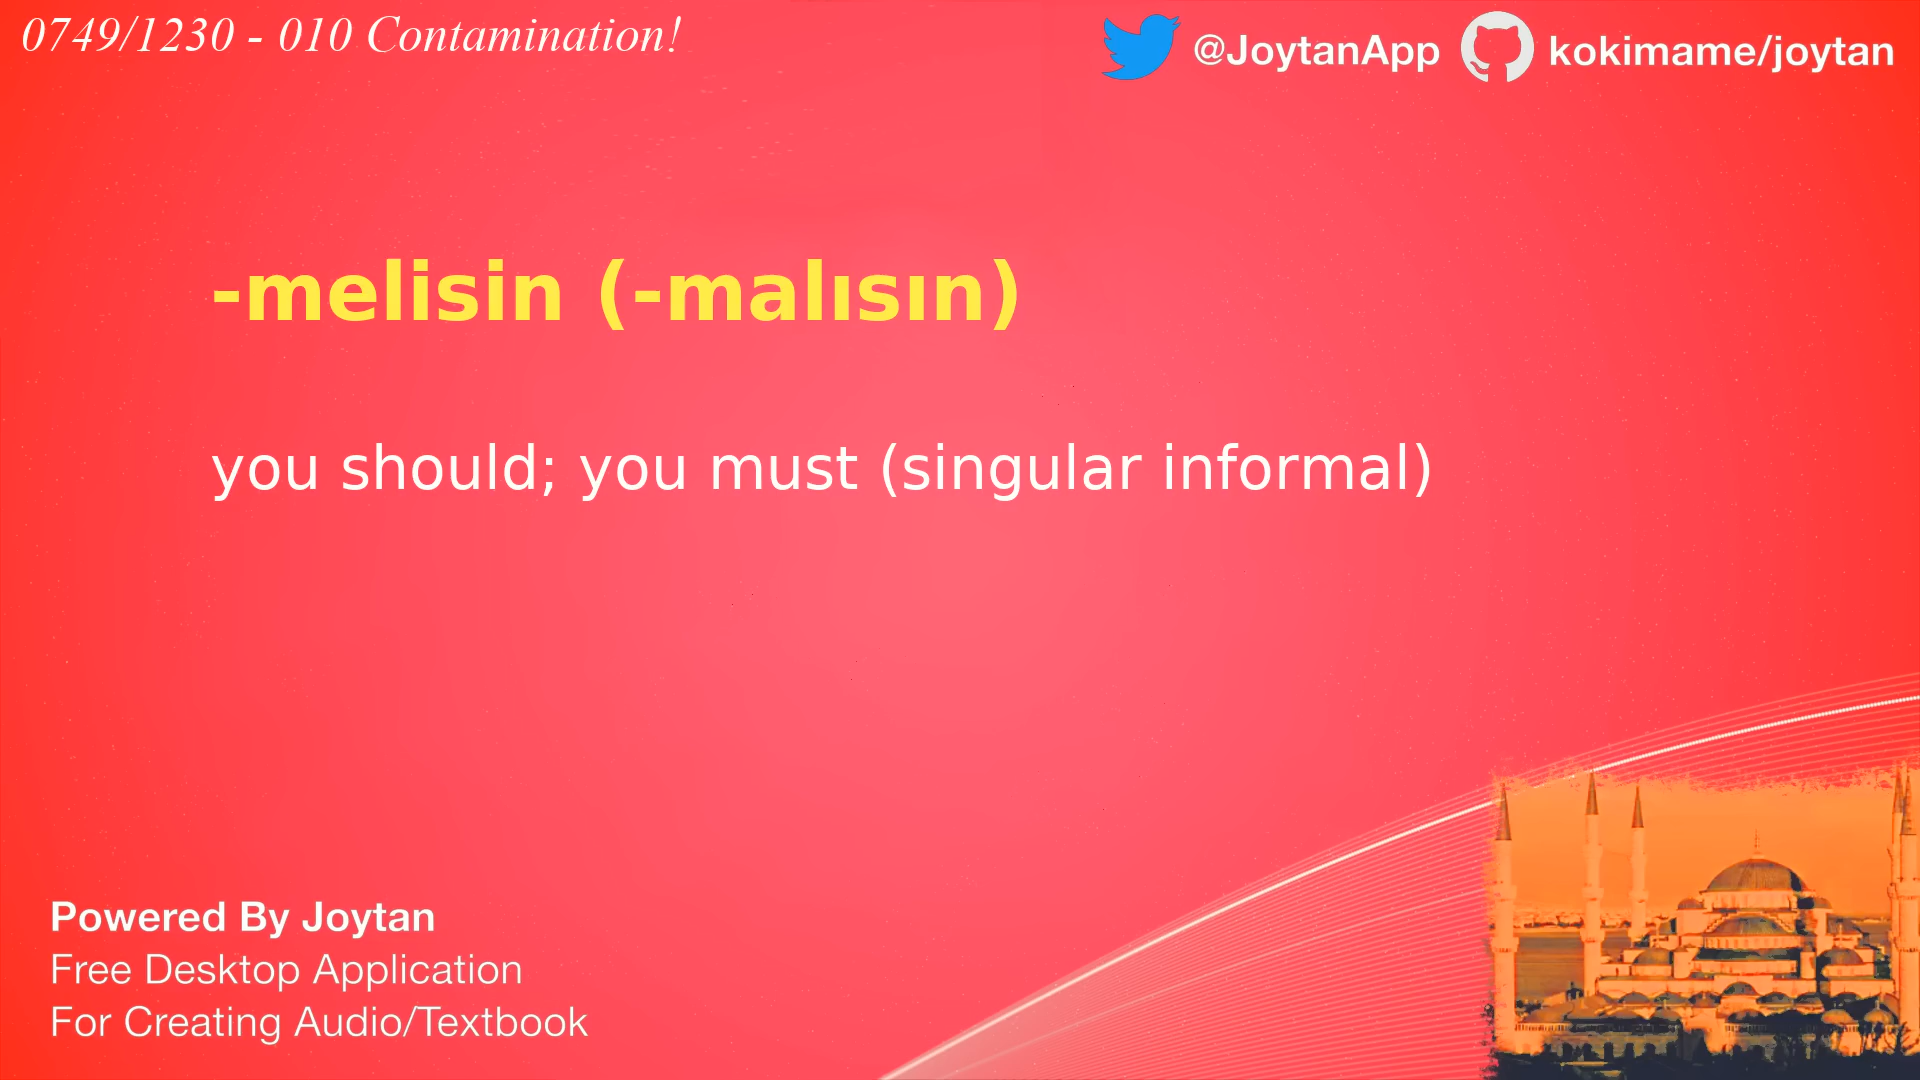 0749/1230 - 010 Contamination!
@JoytanApp
kokimame/joytan
-melisin (-malısın)
you should; you must (singular informal)
Powered By Joytan
Free Desktop Application
For Creating Audio/Textbook